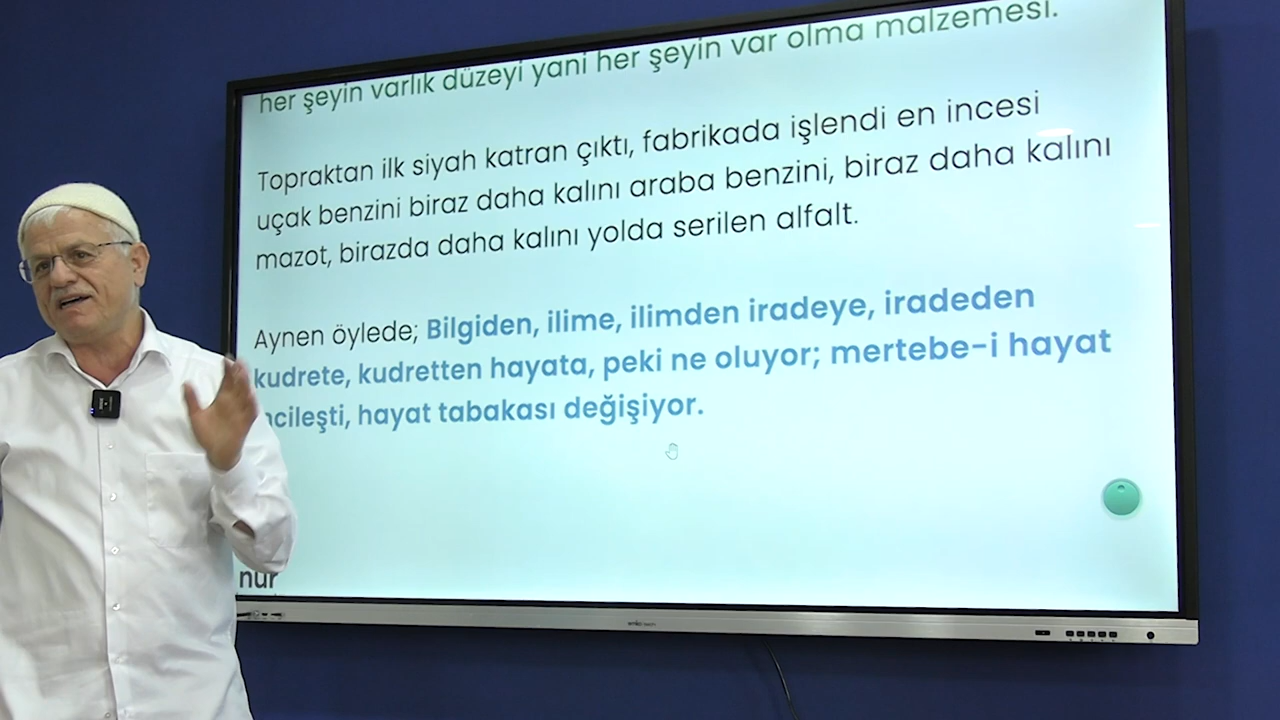 her şeyin varlık düzeyi yani her şeyin var olma malzemesi.
Topraktan ilk siyah katran çıktı, fabrikada işlendi en incesi
uçak benzini biraz daha kalını araba benzini, biraz daha kalını
mazot, birazda daha kalını yolda serilen alfalt.
Aynen öylede; Bilgiden, ilime, ilimden iradeye, iradeden
kudrete, kudretten hayata, peki ne oluyor; mertebe-i hayat
ncileşti, hayat tabakası değişiyor.
nur